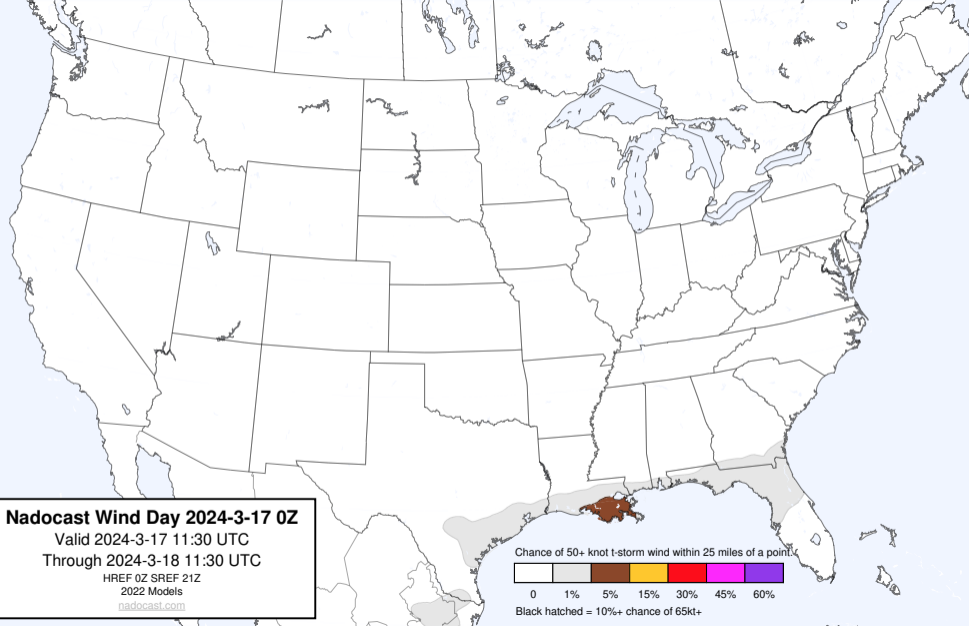 Nadocast Wind Day 2024-3-17 0Z
Valid 2024-3-17 11:30 UTC
Through 2024-3-18 11:30 UTC
HREF 0Z SREF 21Z
2022 Models
nadocast.com
Chance of 50+ knot t-storm wind within 25 miles of a point.
0 1% 5% 15% 30% 45% 60%
Black hatched = 10%+ chance of 65kt+